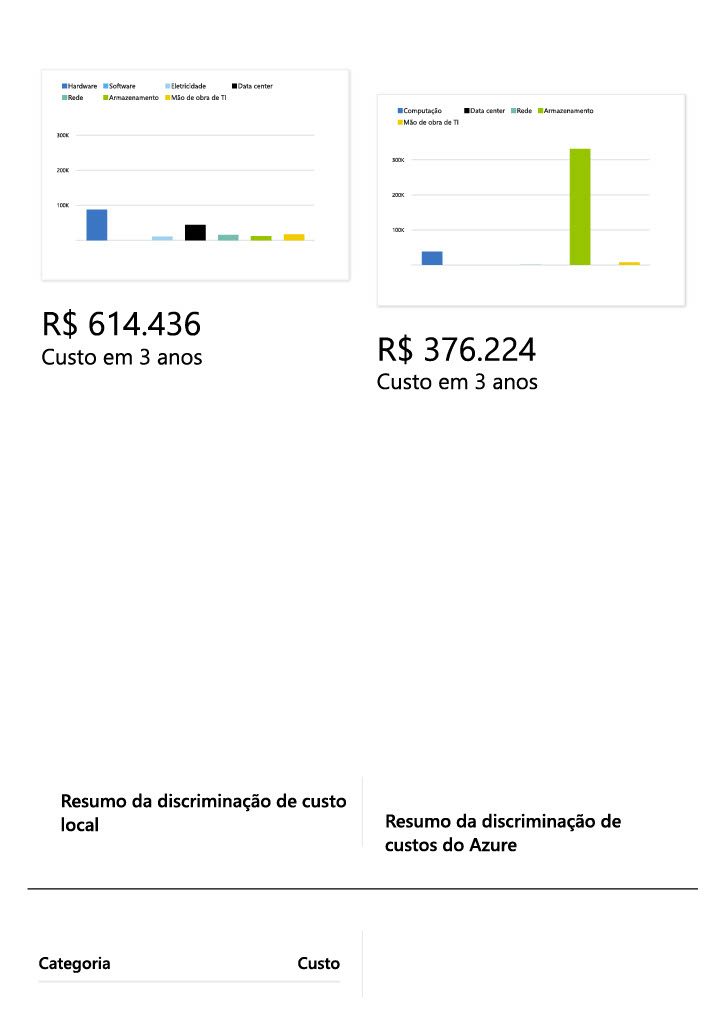 Hardware Software Eletricidade Data center
Rede Armazenamento Mão de obra de TI
300K
200K
100K
R$ 614.436
Custo em 3 anos
Computação Data center Rede Armazenamento
Mão de obra de TI
300K
200K
100K
R$ 376.224
Custo em 3 anos
Resumo da discriminação de custo
local
Resumo da discriminação de
custos do Azure
Categoria Custo